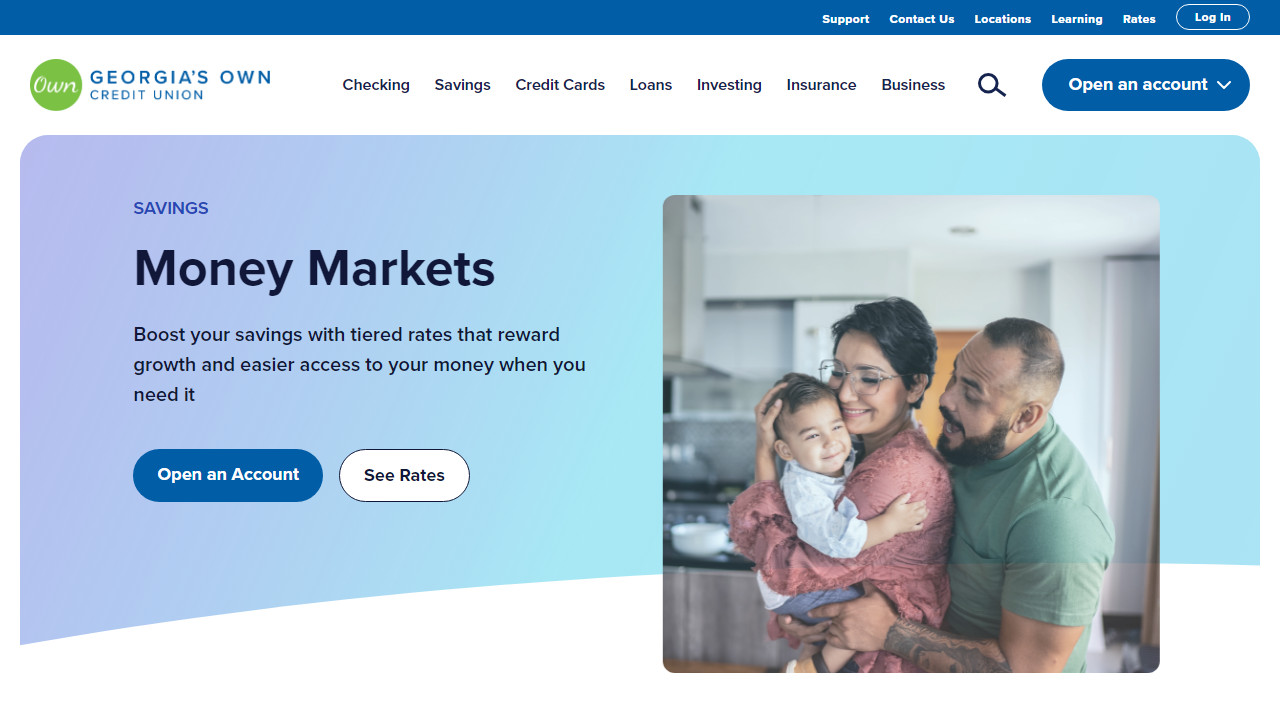 Support Contact Us Locations Learning Rates Log In
Own GEORGIA'S OWN
CREDIT UNION
Checking Savings Credit Cards Loans Investing Insurance Business Open an account
SAVINGS
Money Markets
Boost your savings with tiered rates that reward
growth and easier access to your money when you
need it
Open an Account See Rates